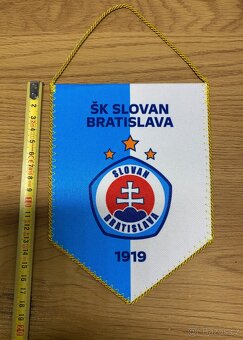 ŠK SLOVAN
BRATISLAVA
SLOVAN
BRATISLAVA
1919